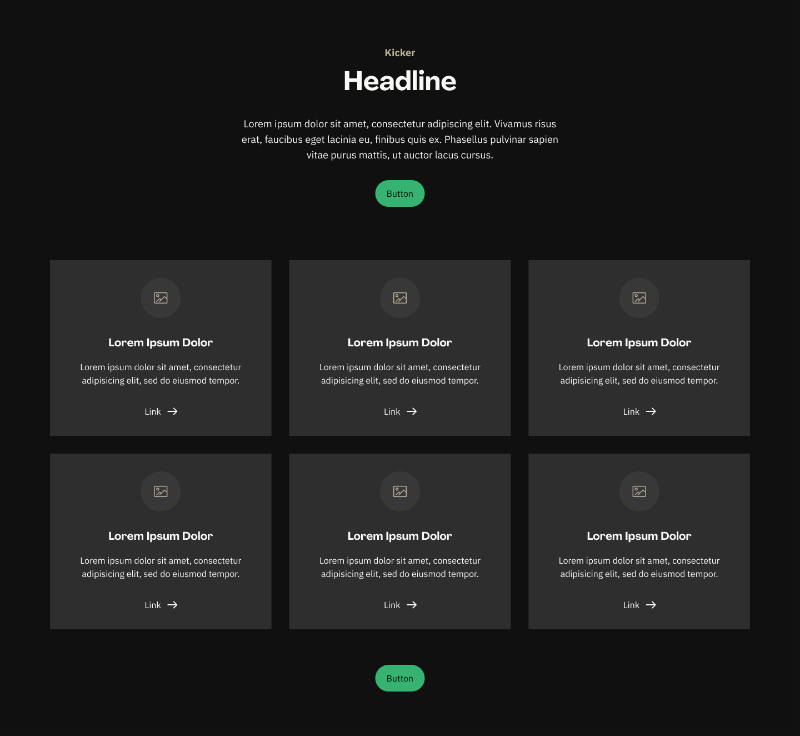 Kicker
Headline
Lorem ipsum dolor sit amet, consectetur adipiscing elit. Vivamus risus
erat, faucibus eget lacinia eu, finibus quis ex. Phasellus pulvinar sapien
vitae purus mattis, ut auctor lacus cursus.
Button
Lorem Ipsum Dolor
Lorem ipsum dolor sit amet, consectetur
adipisicing elit, sed do eiusmod tempor.
Link
Lorem Ipsum Dolor
Lorem ipsum dolor sit amet, consectetur
adipisicing elit, sed do eiusmod tempor.
Link
Lorem Ipsum Dolor
Lorem ipsum dolor sit amet, consectetur
adipisicing elit, sed do eiusmod tempor.
Link
Lorem Ipsum Dolor
Lorem ipsum dolor sit amet, consectetur
adipisicing elit, sed do eiusmod tempor.
Link
Lorem Ipsum Dolor
Lorem ipsum dolor sit amet, consectetur
adipisicing elit, sed do eiusmod tempor.
Link
Lorem Ipsum Dolor
Lorem ipsum dolor sit amet, consectetur
adipisicing elit, sed do eiusmod tempor.
Link
Button